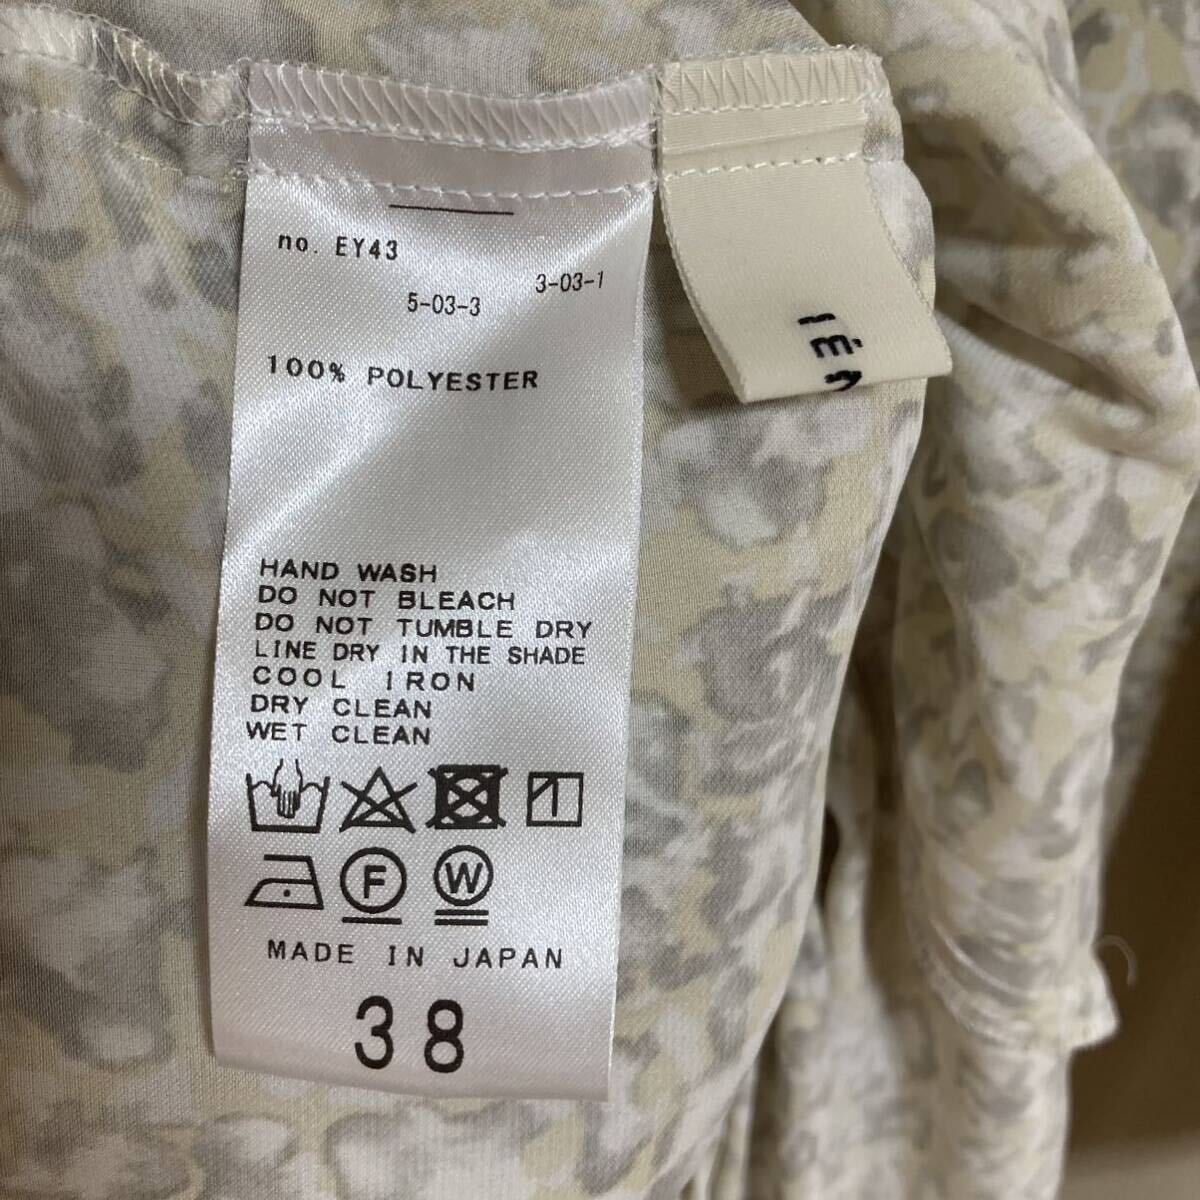 no. EY43
3-03-1
5-03-3
100% POLYESTER
HAND WASH
DO NOT BLEACH
DO NOT TUMBLE DRY
LINE DRY IN THE SHADE
COOL IRON
DRY CLEAN
WET CLEAN
F W
MADE IN JAPAN
38